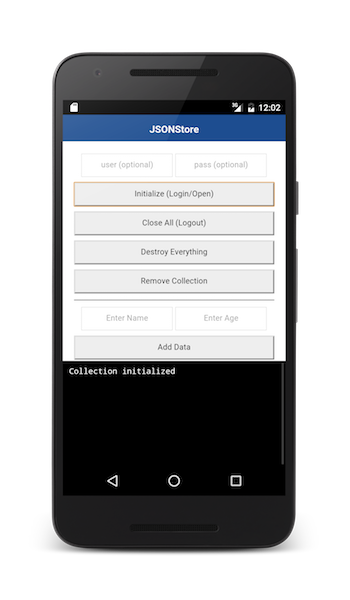 3G 12:02
JSONStore
user (optional) pass (optional)
Initialize (Login/Open)
Close All (Logout)
Destroy Everything
Remove Collection
Enter Name Enter Age
Add Data
Collection initialized